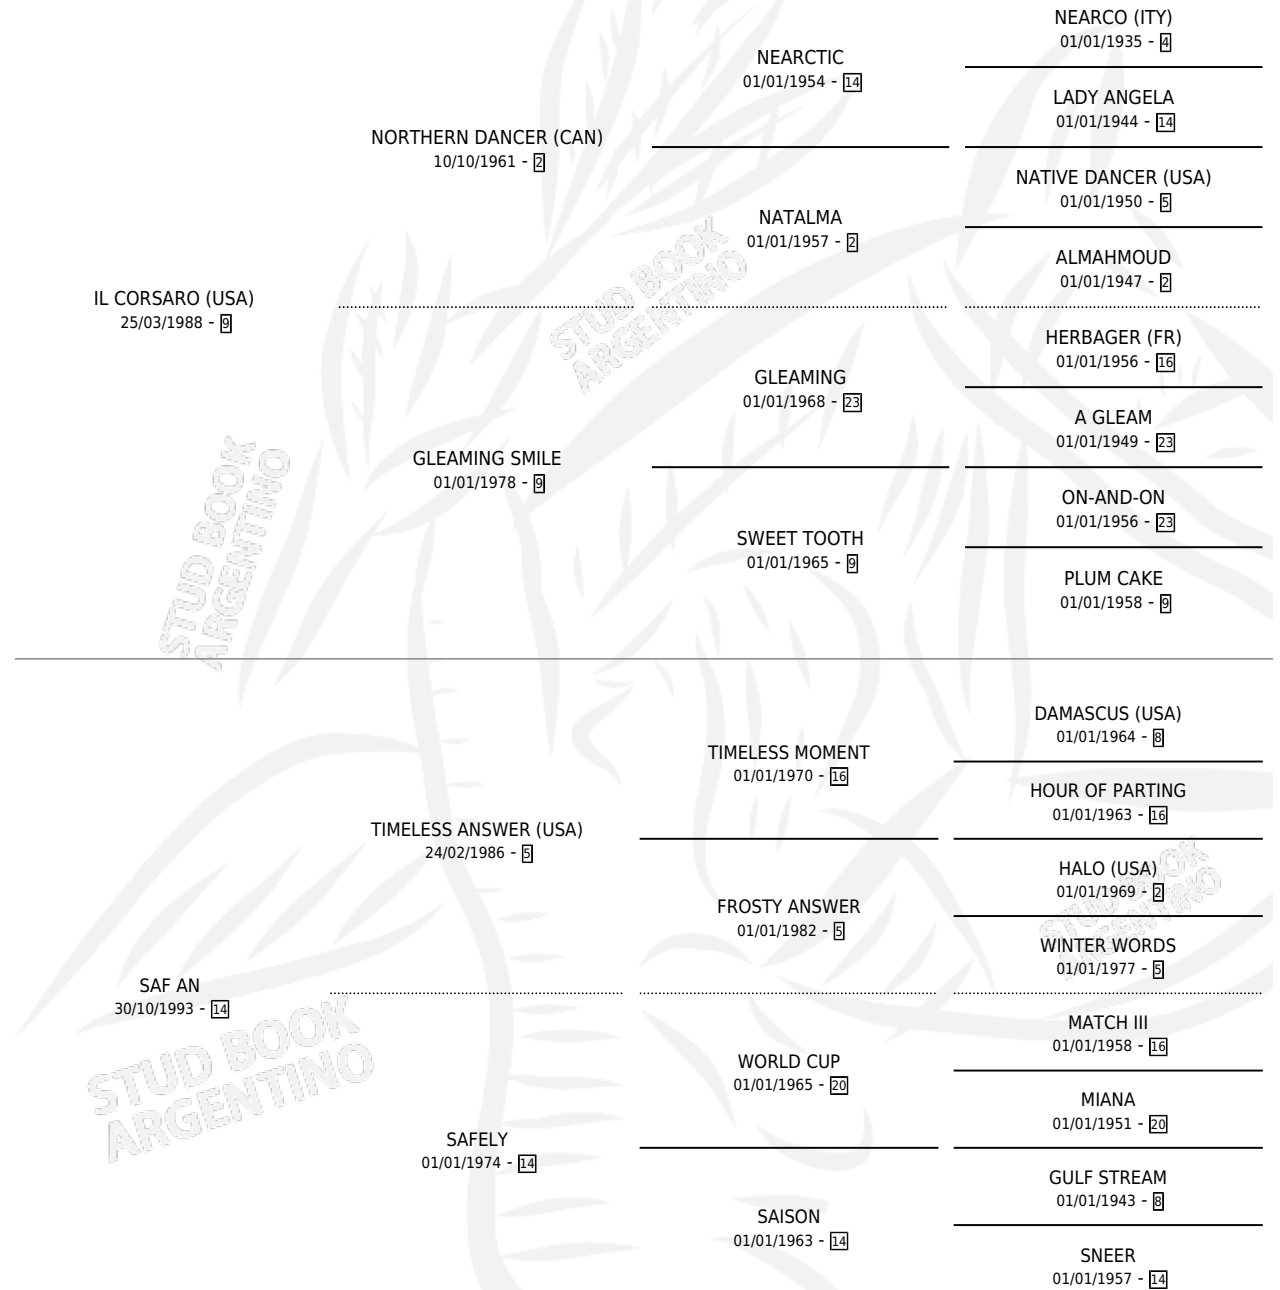 NEARCO (ITY)
01/01/1935 - 4
NEARCTIC
01/01/1954 - 14
LADY ANGELA
01/01/1944 - 14
NORTHERN DANCER (CAN)
10/10/1961 - 2
NATIVE DANCER (USA)
01/01/1950 - 5
NATALMA
01/01/1957 - 2
ALMAHMOUD
01/01/1947 - 2
IL CORSARO (USA)
25/03/1988 - 9
STUD BOOK
ARGENTINO
HERBAGER (FR)
01/01/1956 - 16
GLEAMING
01/01/1968 - 23
A GLEAM
01/01/1949 - 23
GLEAMING SMILE
01/01/1978 - 9
ON-AND-ON
01/01/1956 - 23
SWEET TOOTH
01/01/1965 - 9
PLUM CAKE
01/01/1958 - 9
STUD BOOK
ARGENTINO
DAMASCUS (USA)
01/01/1964 - 8
TIMELESS MOMENT
01/01/1970 - 16
HOUR OF PARTING
01/01/1963 - 16
TIMELESS ANSWER (USA)
24/02/1986 - 5
HALO (USA)
01/01/1969 - 2
FROSTY ANSWER
01/01/1982 - 5
STUD BOOK
ARGENTINO
WINTER WORDS
01/01/1977 - 5
SAF AN
30/10/1993 - 14
MATCH III
01/01/1958 - 16
WORLD CUP
01/01/1965 - 20
STUD BOOK
ARGENTINO
MIANA
01/01/1951 - 20
SAFELY
01/01/1974 - 14
GULF STREAM
01/01/1943 - 8
SAISON
01/01/1963 - 14
SNEER
01/01/1957 - 14